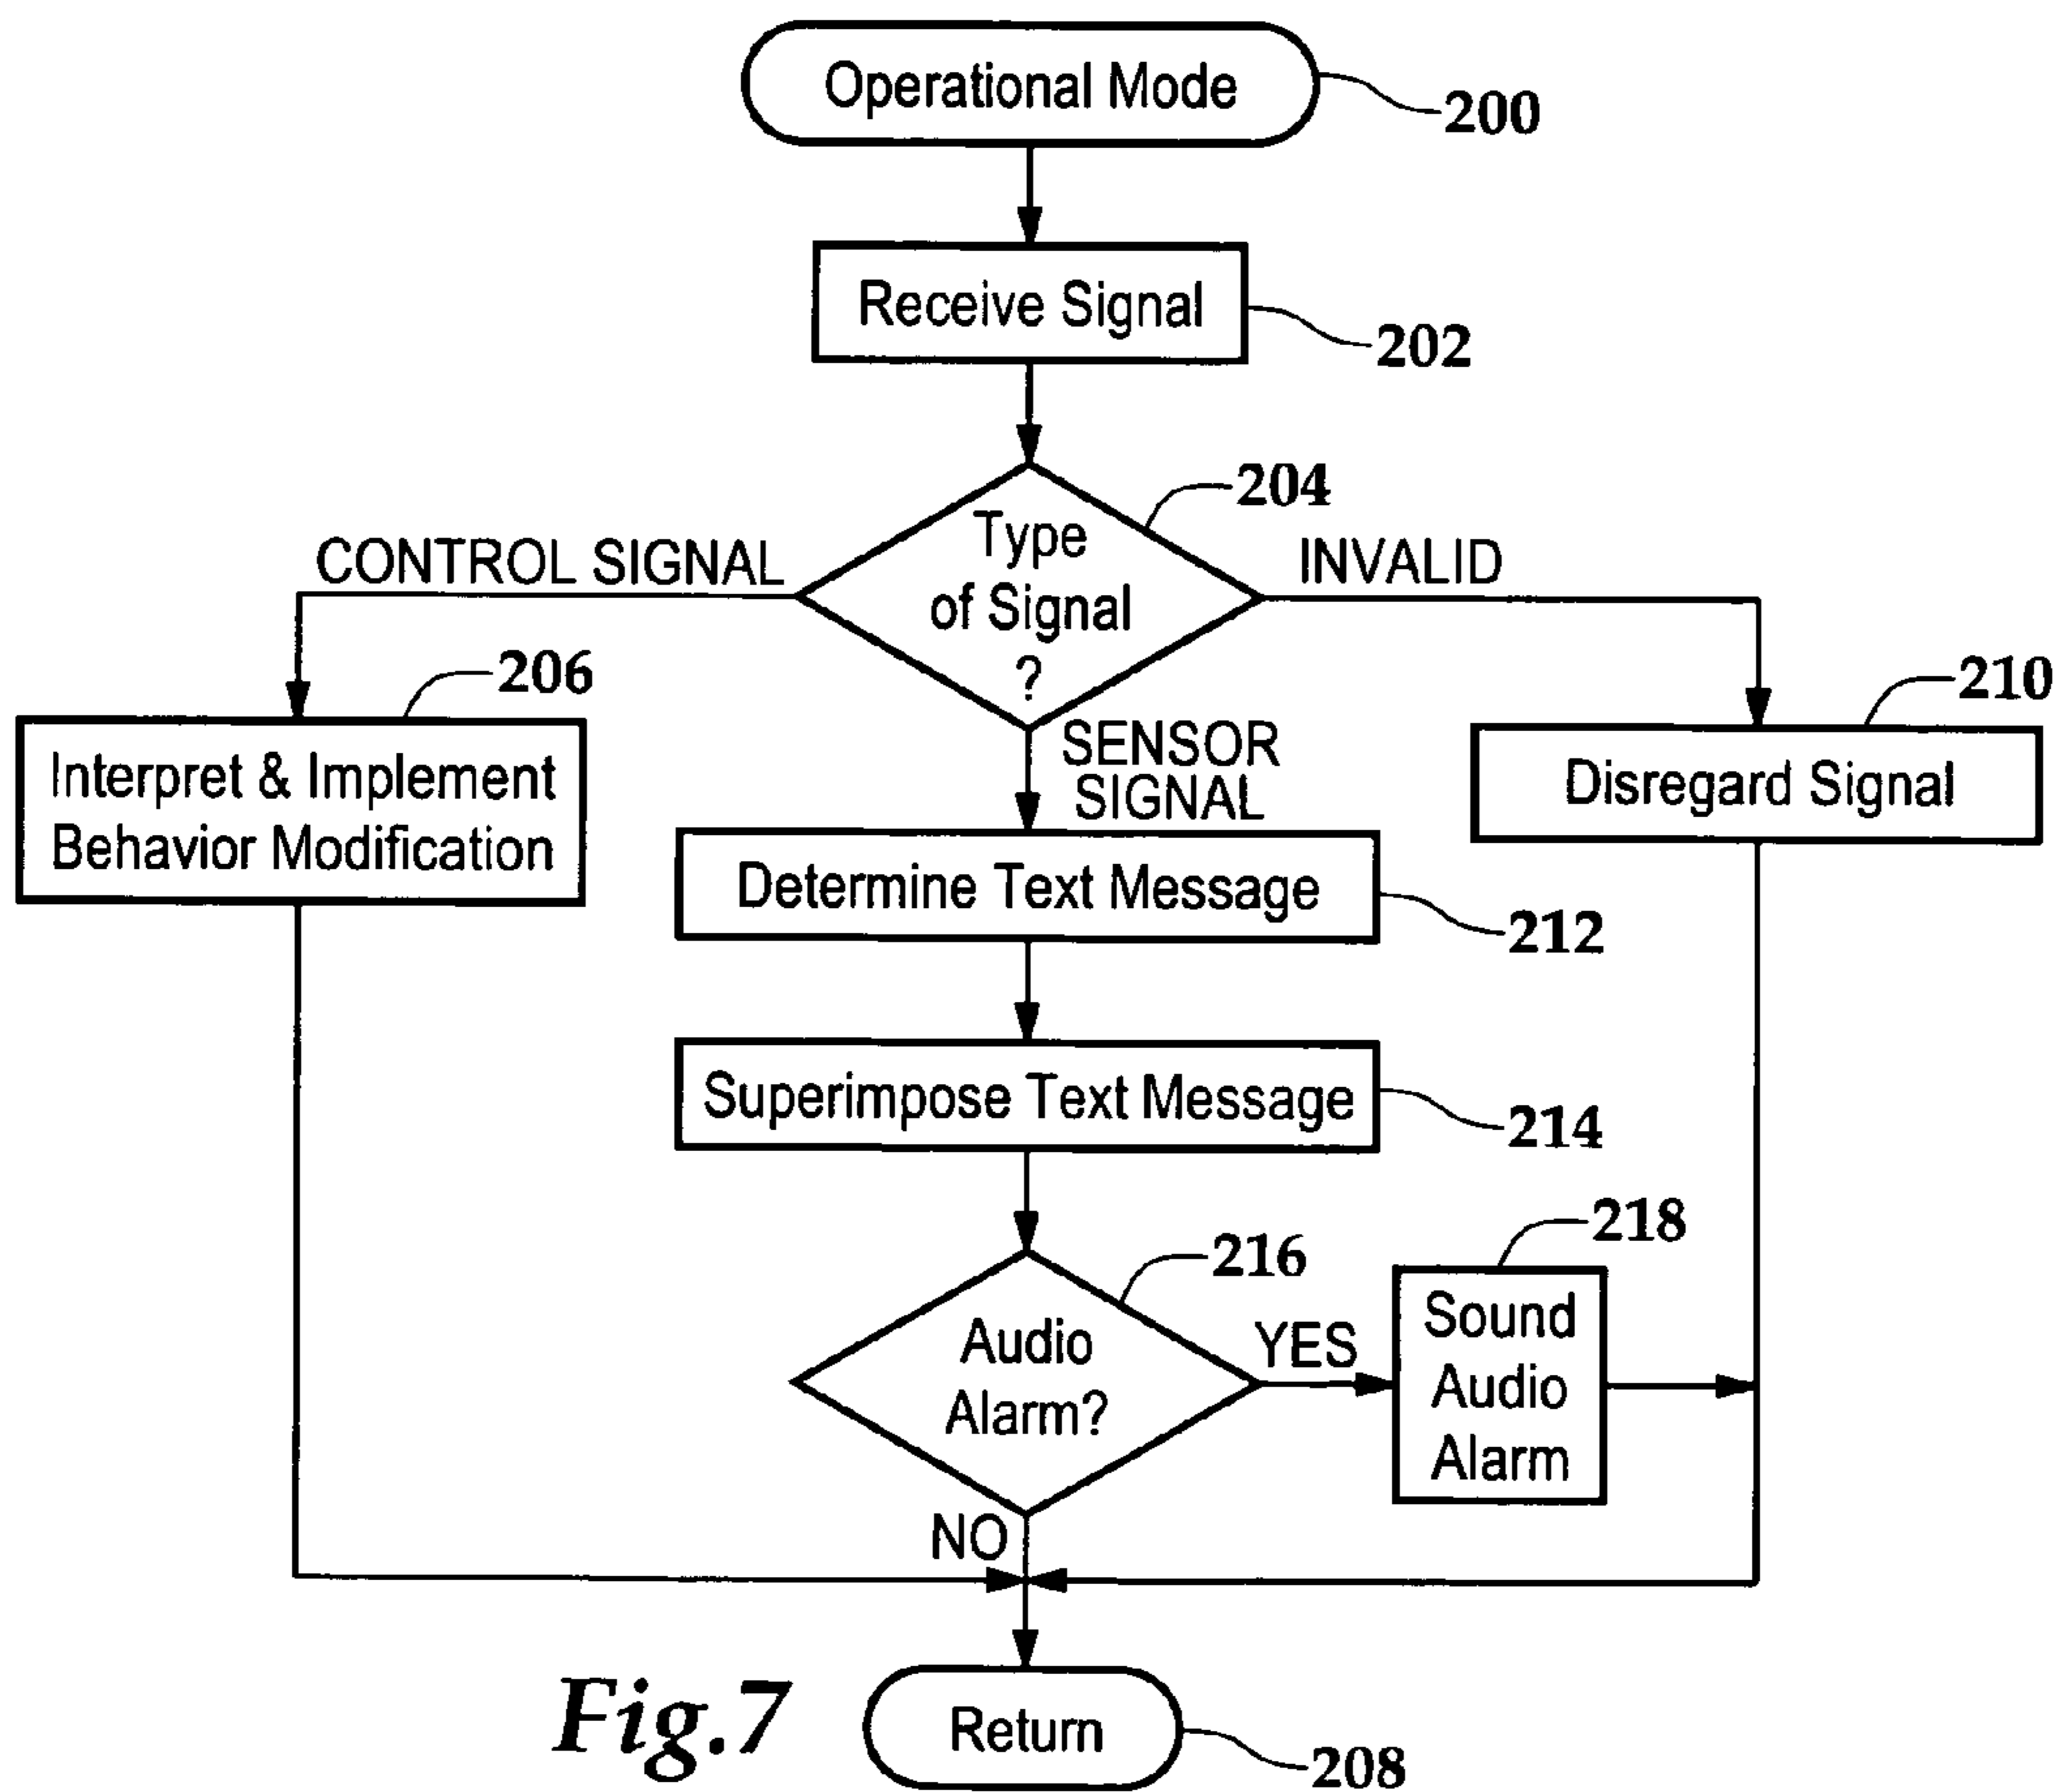 Operational Mode
200
Receive Signal
202
204
Type
of Signal
?
CONTROL SIGNAL
INVALID
206
Interpret & Implement
Behavior Modification
SENSOR
SIGNAL
210
Disregard Signal
Determine Text Message
212
Superimpose Text Message
214
216
Audio
Alarm?
YES
218
Sound
Audio
Alarm
NO
Fig.7
Return
208